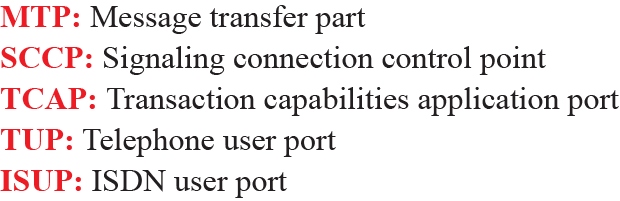 MTP: Message transfer part
SCCP: Signaling connection control point
TCAP: Transaction capabilities application port
TUP: Telephone user port
ISUP: ISDN user port